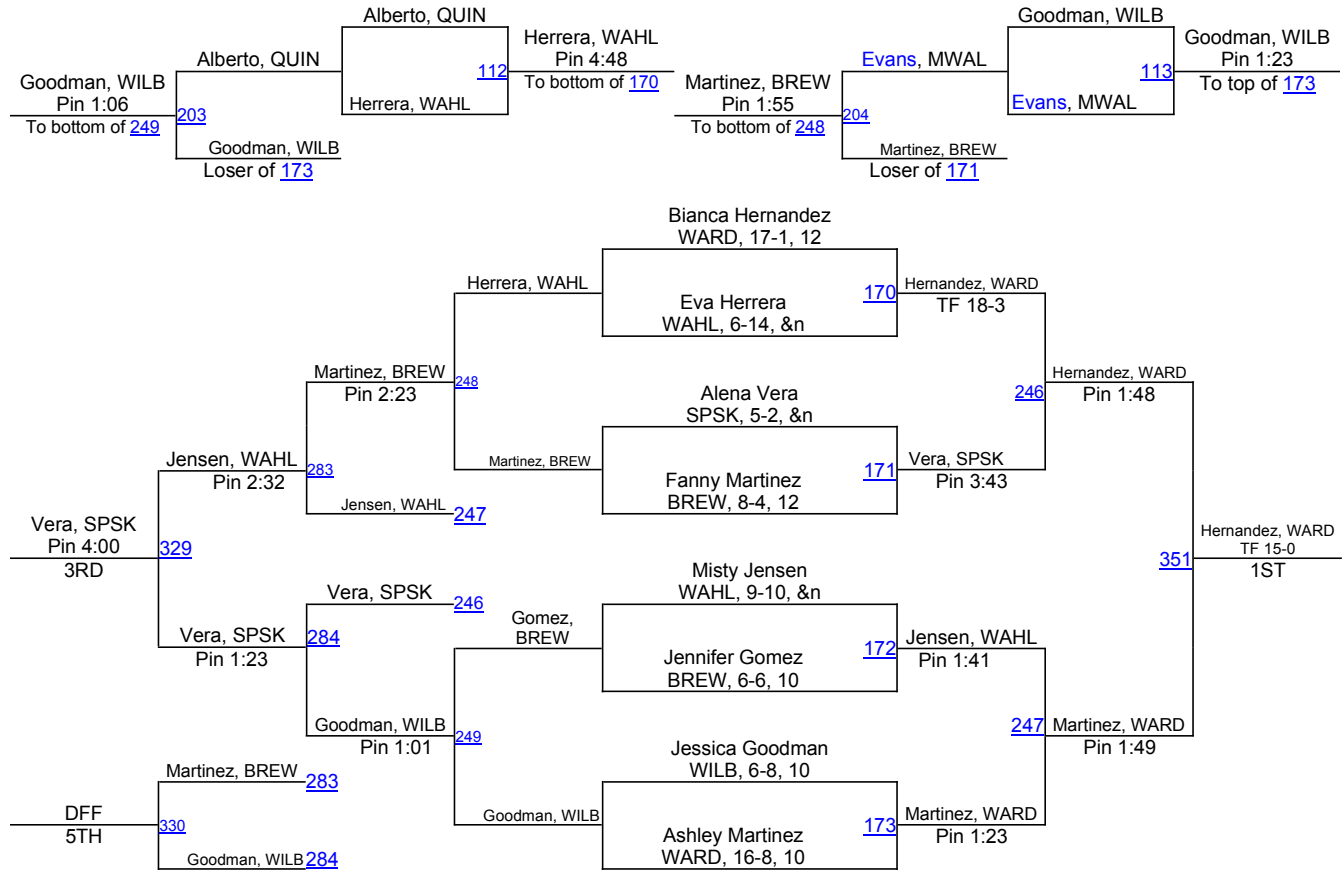 Alberto, QUIN
Goodman, WILB
Herrera, WAHL
Goodman, WILB
Alberto, QUIN
Pin 4:48
Evans, MWAL
Pin 1:23
112
113
Goodman, WILB
Martinez, BREW
Pin 1:06
Herrera, WAHL
To bottom of 170
Pin 1:55
Evans, MWAL
To top of 173
To bottom of 249
203
To bottom of 248
204
Goodman, WILB
Martinez, BREW
Loser of 173
Loser of 171
Bianca Hernandez
WARD, 17-1, 12
Herrera, WAHL
170
Hernandez, WARD
Eva Herrera
TF 18-3
WAHL, 6-14, &n
Martinez, BREW
248
Hernandez, WARD
Pin 2:23
246
Pin 1:48
Alena Vera
SPSK, 5-2, &n
Jensen, WAHL
283
Martinez, BREW
171
Vera, SPSK
Pin 2:32
Fanny Martinez
Pin 3:43
BREW, 8-4, 12
Jensen, WAHL
247
Vera, SPSK
Hernandez, WARD
Pin 4:00
329
351
TF 15-0
3RD
1ST
Misty Jensen
WAHL, 9-10, &n
Vera, SPSK
246
Gomez,
BREW
Vera, SPSK
284
172
Jensen, WAHL
Pin 1:23
Jennifer Gomez
Pin 1:41
BREW, 6-6, 10
Goodman, WILB
249
247
Martinez, WARD
Pin 1:01
Pin 1:49
Jessica Goodman
WILB, 6-8, 10
Martinez, BREW
283
DFF
330
Goodman, WILB
173
Martinez, WARD
5TH
Ashley Martinez
Pin 1:23
WARD, 16-8, 10
Goodman, WILB
284